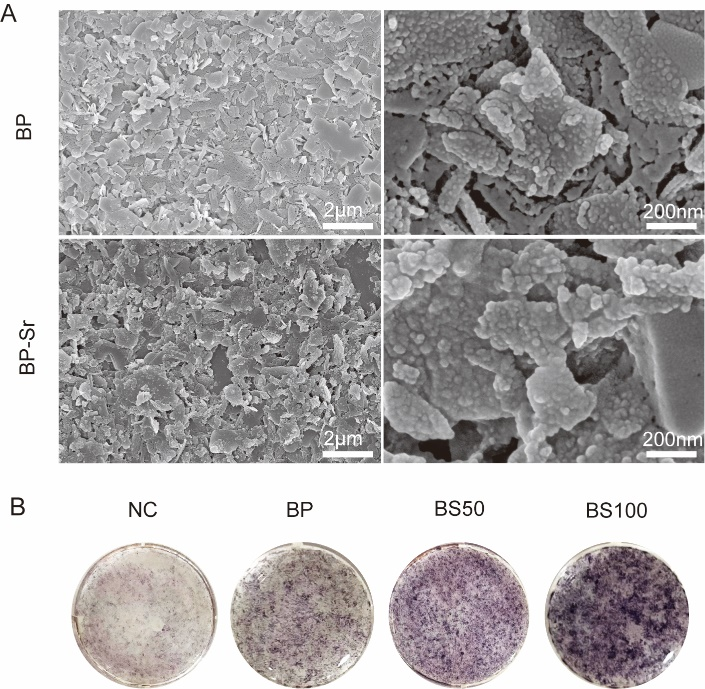 A
BP
2μm
200nm
BP-Sr
2μm
200nm
B
NC BP BS50 BS100